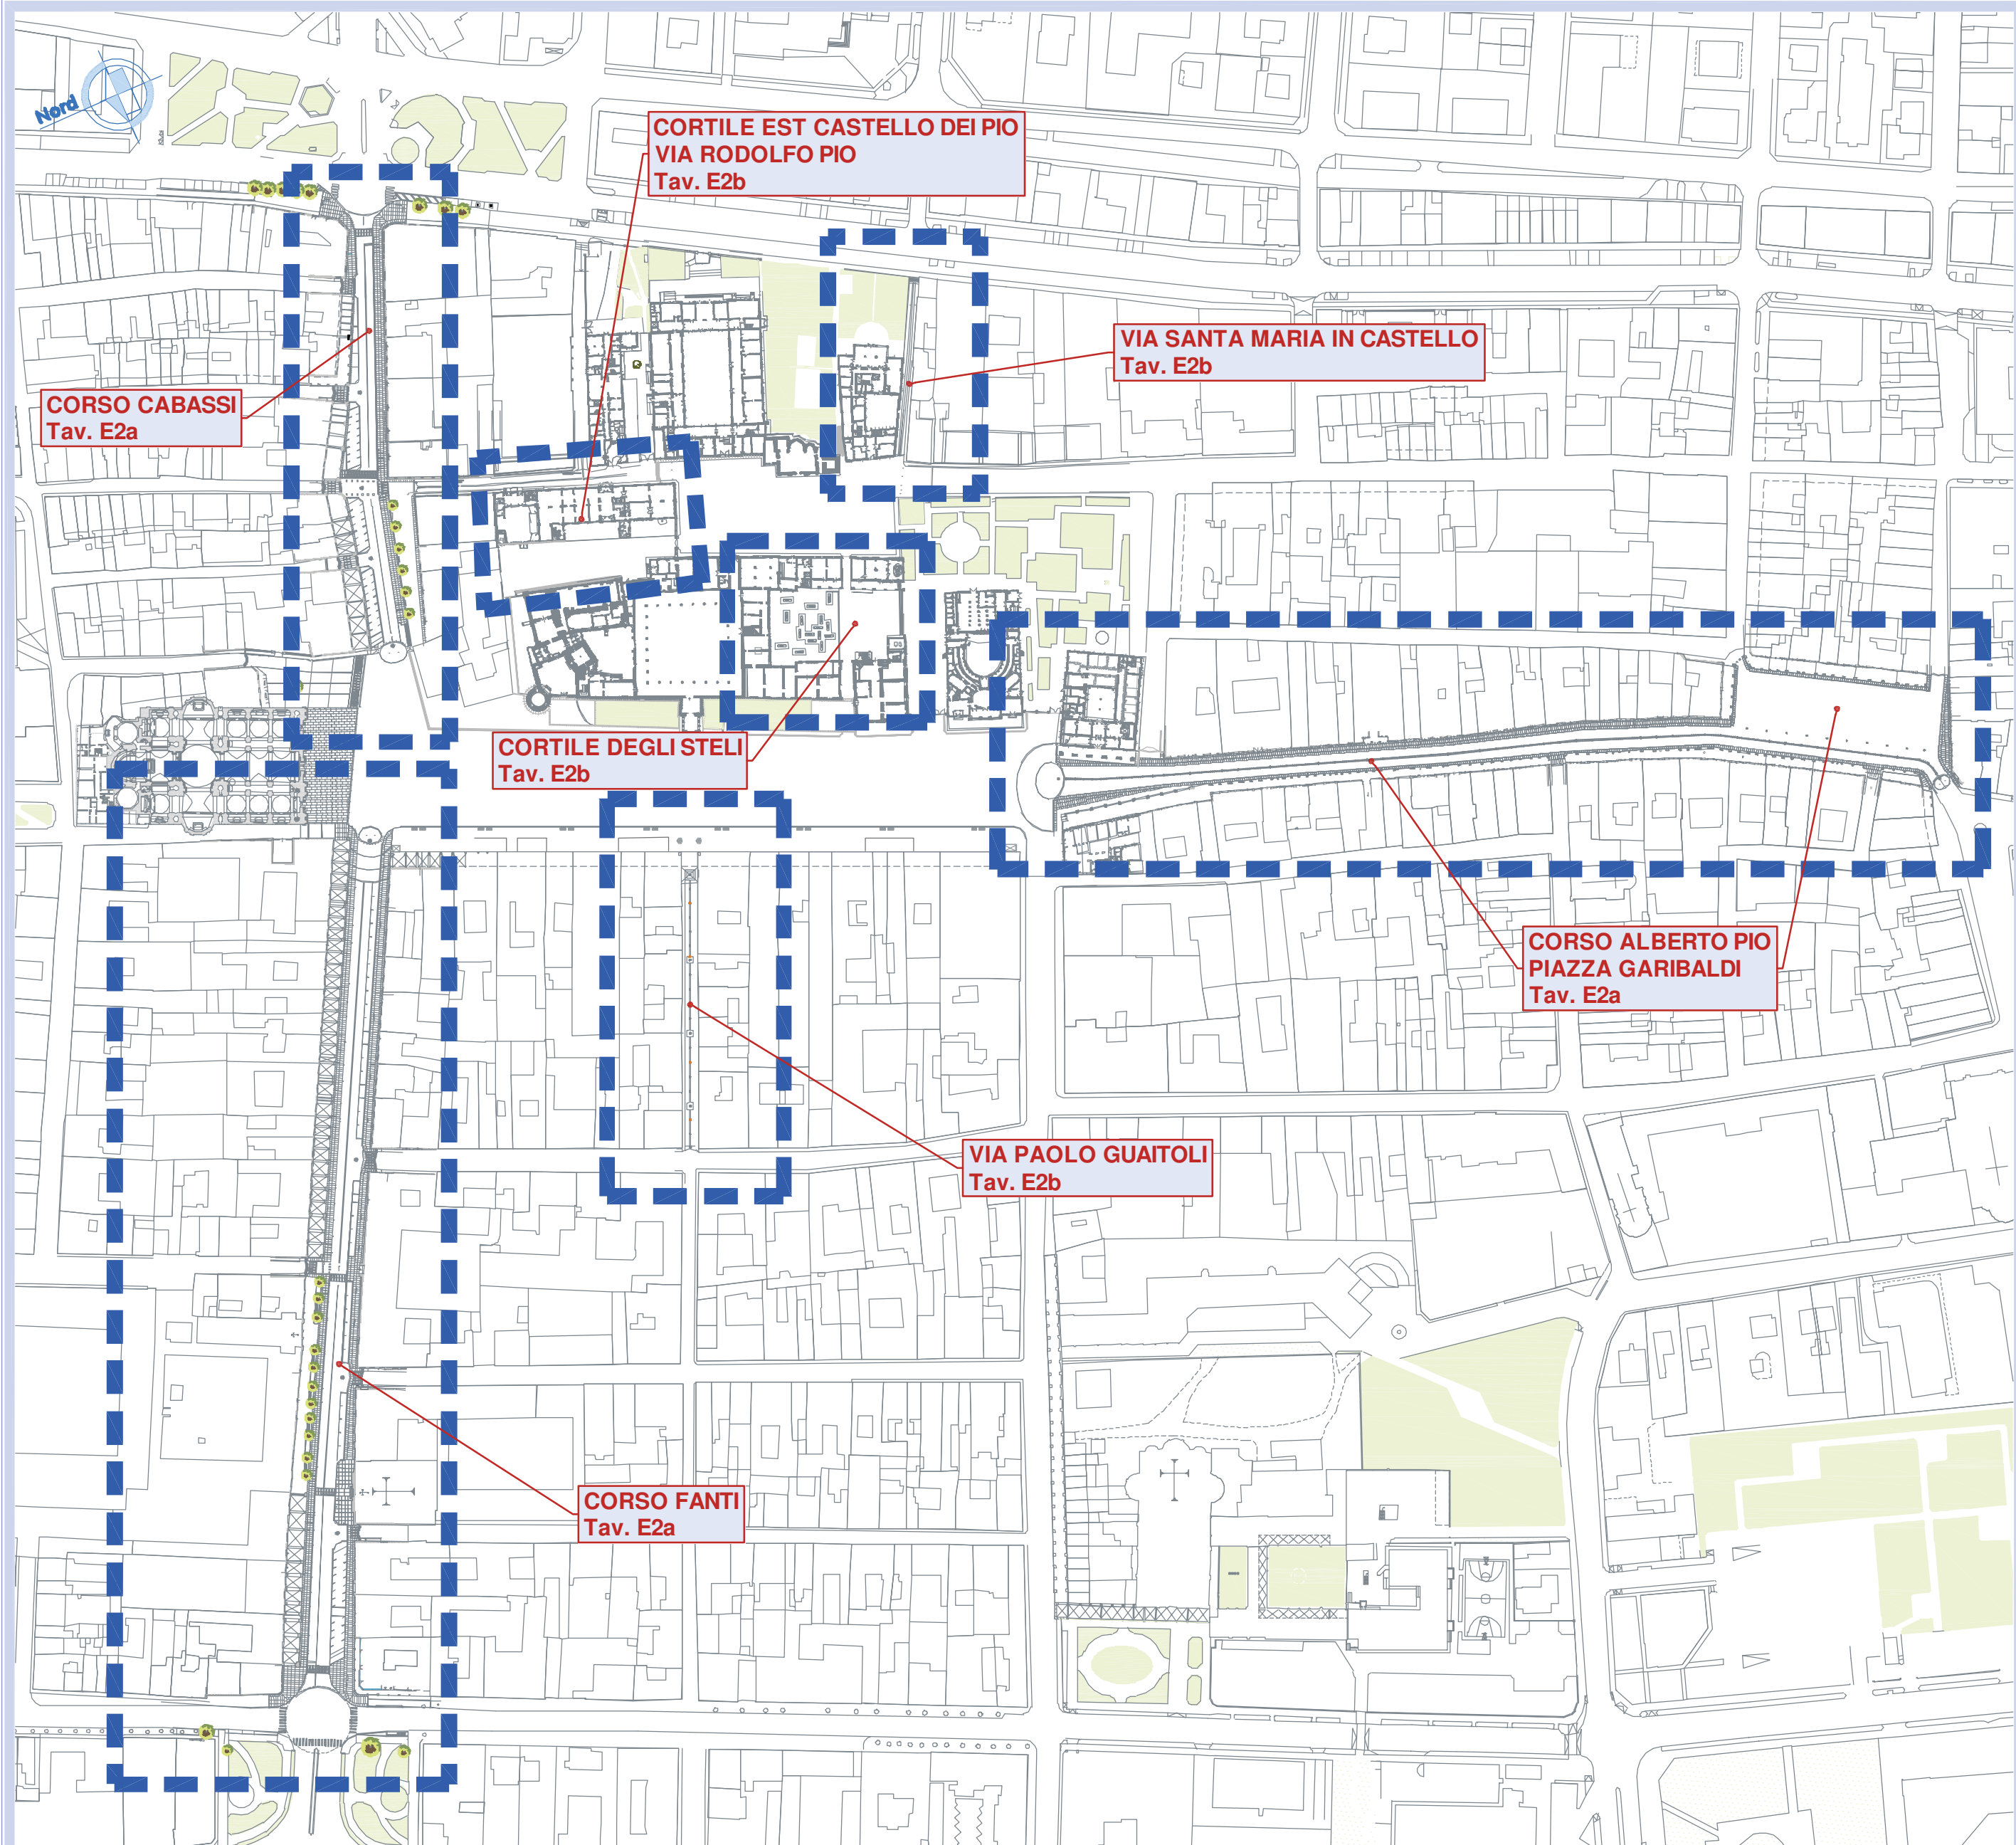 Nord
CORTILE EST CASTELLO DEI PIO
VIA RODOLFO PIO
Tav. E2b
VIA SANTA MARIA IN CASTELLO
Tav. E2b
CORSO CABASSI
Tav. E2a
CORTILE DEGLI STELI
Tav. E2b
CORSO ALBERTO PIO
PIAZZA GARIBALDI
Tav. E2a
VIA PAOLO GUAITOLI
Tav. E2b
CORSO FANTI
Tav. E2a